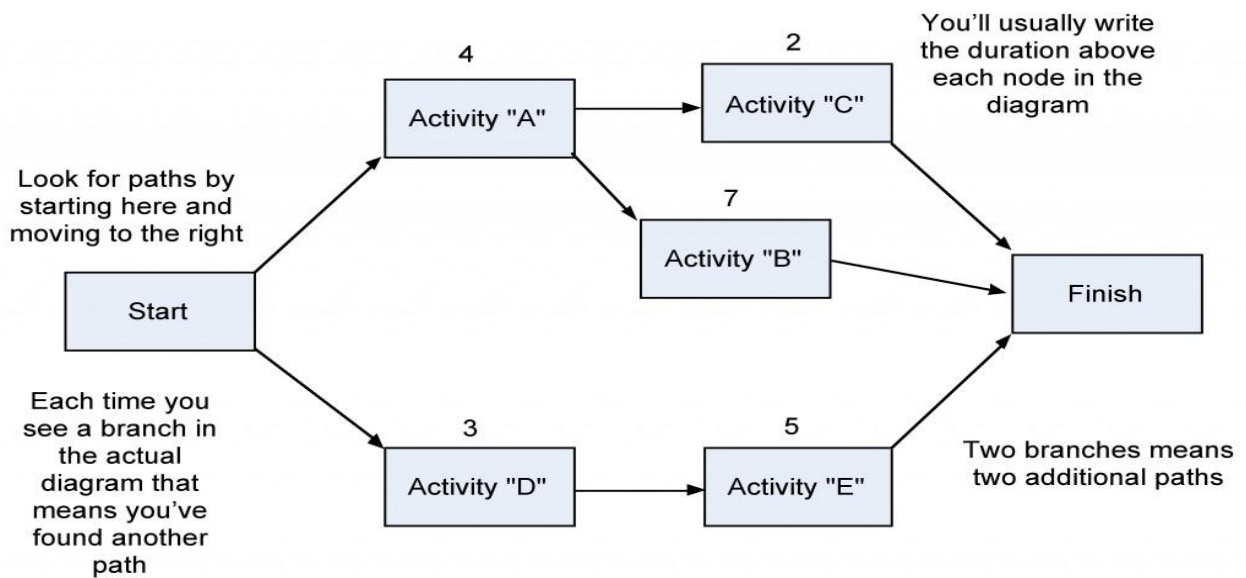 You'll usually write
the duration above
each node in the
diagram
4
2
Activity "A"
Activity "C"
Look for paths by
starting here and
moving to the right
7
Activity "B"
Start
Finish
Each time you
see a branch in
the actual
diagram that
means you've
found another
path
3
5
Activity "D"
Activity "E"
Two branches means
two additional paths